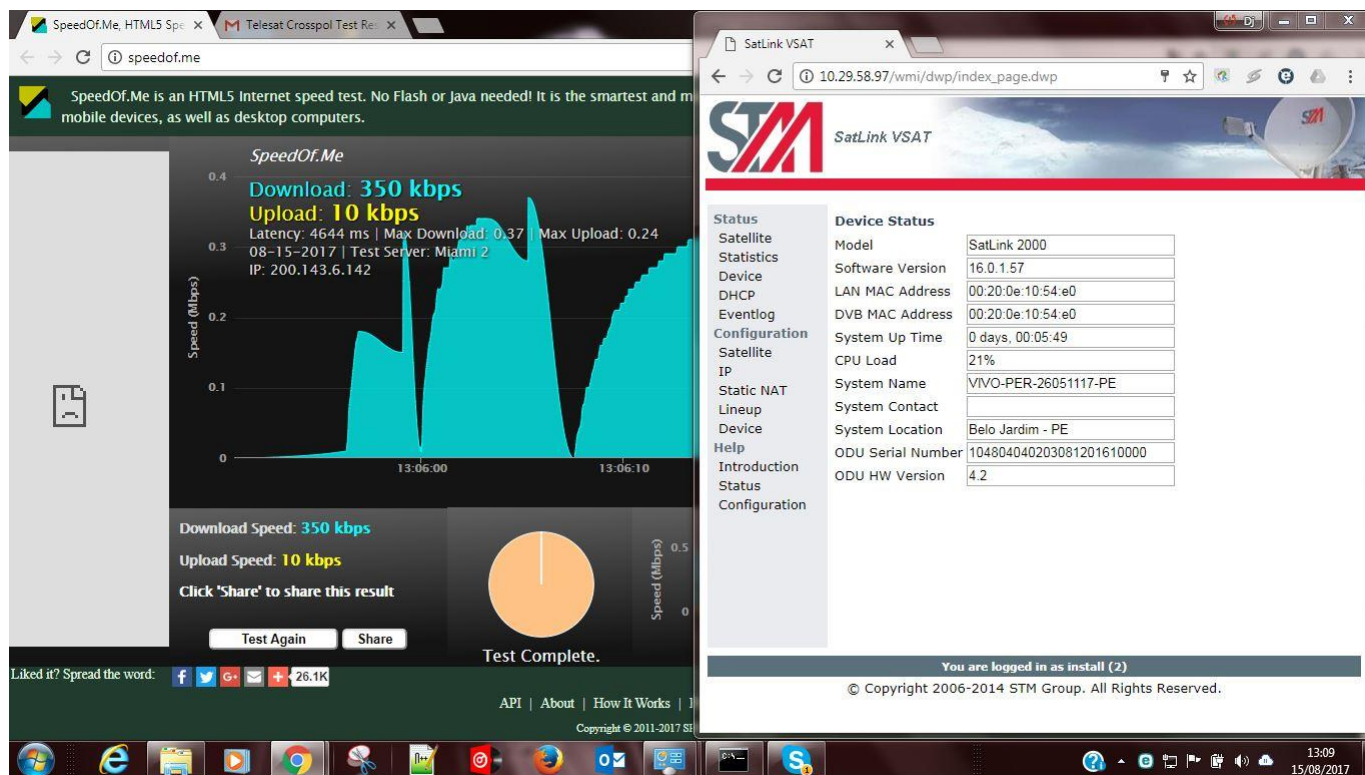 SpeedOf.Me, HTML5 Spe
Telesat Crosspol Test Res
speedof.me
SpeedOf.Me is an HTML5 Internet speed test. No Flash or Java needed! It is the smartest and m
mobile devices, as well as desktop computers.
SpeedOf.Me
Download: 350 kbps
Upload: 10 kbps
Latency: 4644 ms | Max Download: 0.37 | Max Upload: 0.24
08-15-2017 | Test Server: Miami 2
IP: 200.143.6.142
Speed (Mbps)
0.4
0.3
0.2
0.1
0
13:06:00
13:06:10
Download Speed: 350 kbps
Upload Speed: 10 kbps
Click 'Share' to share this result
Test Again
Share
Test Complete.
Speed (Mbps)
0.5
0
Liked it? Spread the word:
26.1K
API | About | How It Works |
Copyright © 2011-2017
Dj
SatLink VSAT
10.29.58.97/wmi/dwp/index_page.dwp
STM
SatLink VSAT
STM
Status
Satellite
Statistics
Device
DHCP
Eventlog
Configuration
Satellite
IP
Static NAT
Lineup
Device
Help
Introduction
Status
Configuration
Device Status
Model SatLink 2000
Software Version 16.0.1.57
LAN MAC Address 00:20:0e:10:54:e0
DVB MAC Address 00:20:0e:10:54:e0
System Up Time 0 days, 00:05:49
CPU Load 21%
System Name VIVO-PER-26051117-PE
System Contact
System Location Belo Jardim - PE
ODU Serial Number 104804040203081201610000
ODU HW Version 4.2
You are logged in as install (2)
© Copyright 2006-2014 STM Group. All Rights Reserved.
13:09
15/08/2017